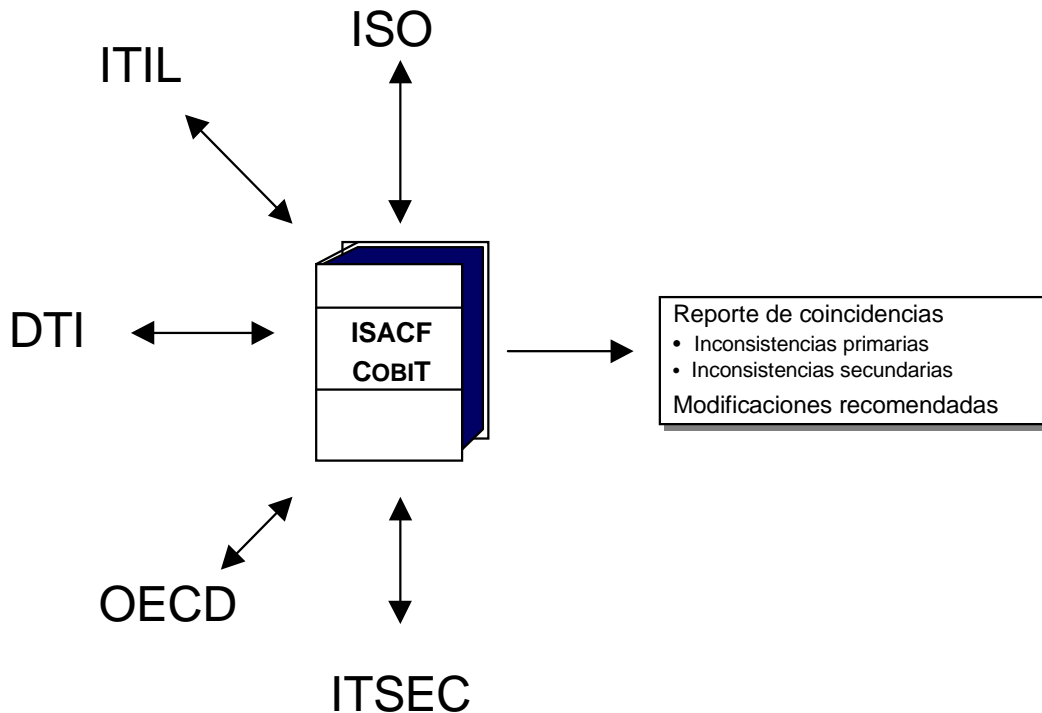 ISO
ITIL
DTI
ISACF
COBIT
Reporte de coincidencias
• Inconsistencias primarias
• Inconsistencias secundarias
Modificaciones recomendadas
OECD
ITSEC